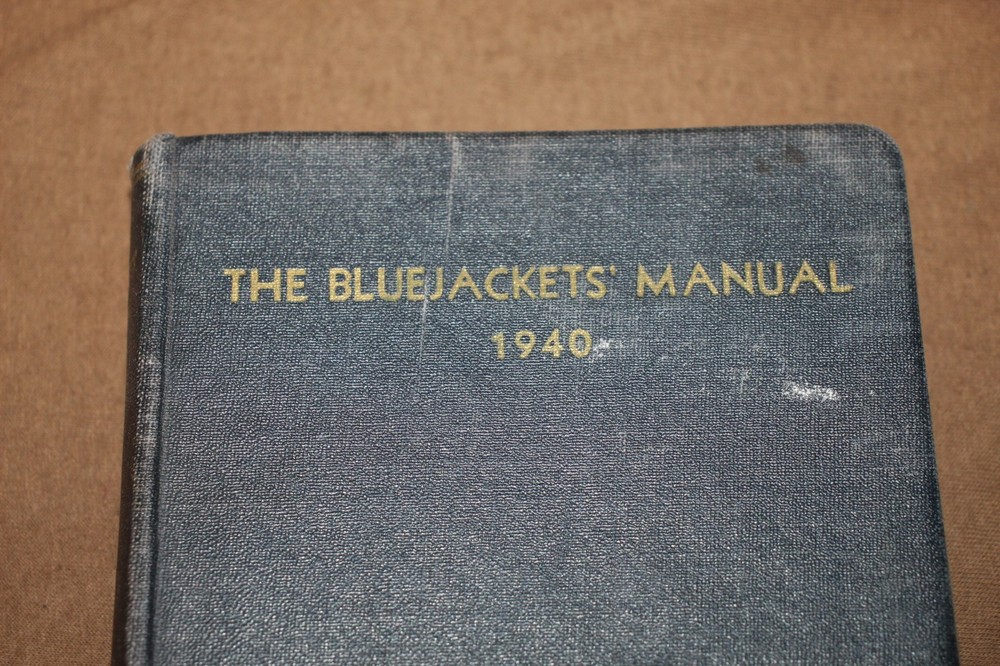 THE BLUEJACKETS' MANUAL
1940